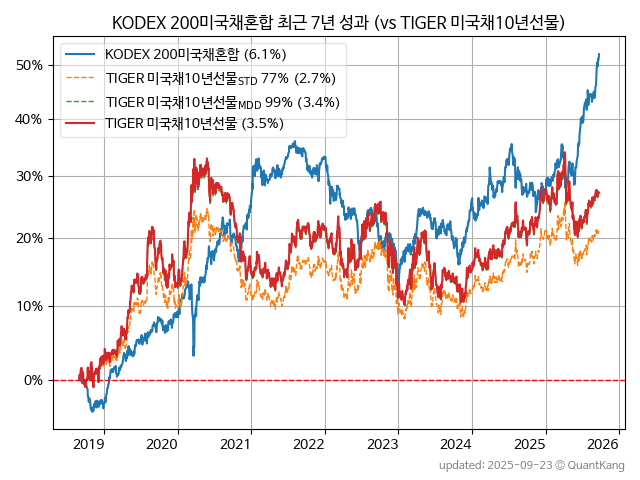 KODEX 200미국채혼합 최근 7년 성과 (vs TIGER 미국채10년선물)
KODEX 200미국채혼합 (6.1%)
TIGER 미국채10년선물STD 77% (2.7%)
TIGER 미국채10년선물MDD 99% (3.4%)
TIGER 미국채10년선물 (3.5%)
50%
40%
30%
20%
10%
0%
2019 2020 2021 2022 2023 2024 2025 2026
updated: 2025-09-23 © QuantKang